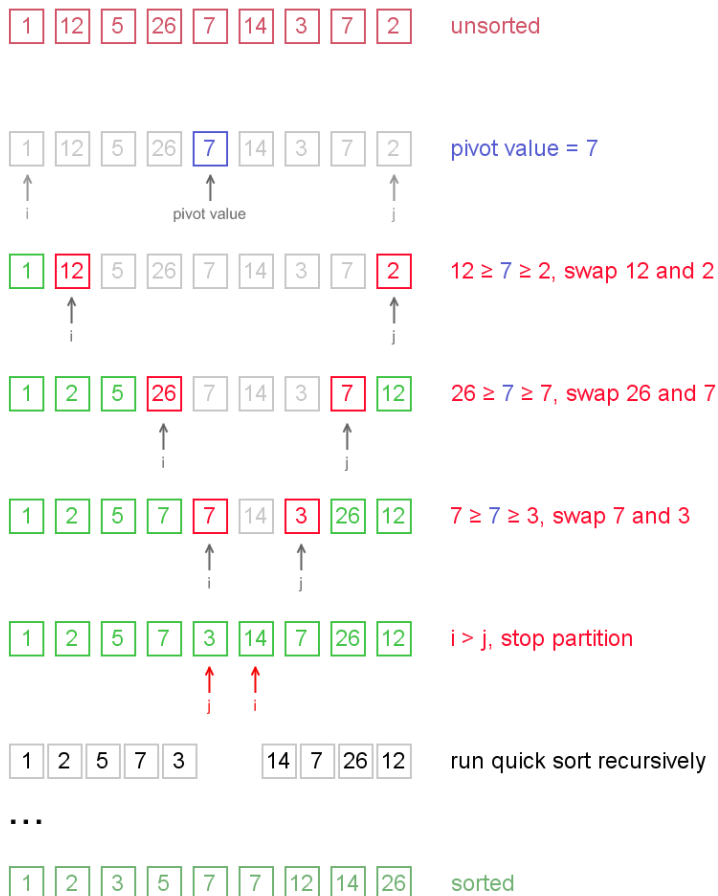 1 12 5 26 7 14 3 7 2 unsorted
1 12 5 26 7 14 3 7 2 pivot value = 7
i pivot value j
1 12 5 26 7 14 3 7 2 12 ≥ 7 ≥ 2, swap 12 and 2
i j
1 2 5 26 7 14 3 7 12 26 ≥ 7 ≥ 7, swap 26 and 7
i j
1 2 5 7 7 14 3 26 12 7 ≥ 7 ≥ 3, swap 7 and 3
i j
1 2 5 7 3 14 7 26 12 i > j, stop partition
j i
1 2 5 7 3 14 7 26 12 run quick sort recursively
...
1 2 3 5 7 7 12 14 26 sorted